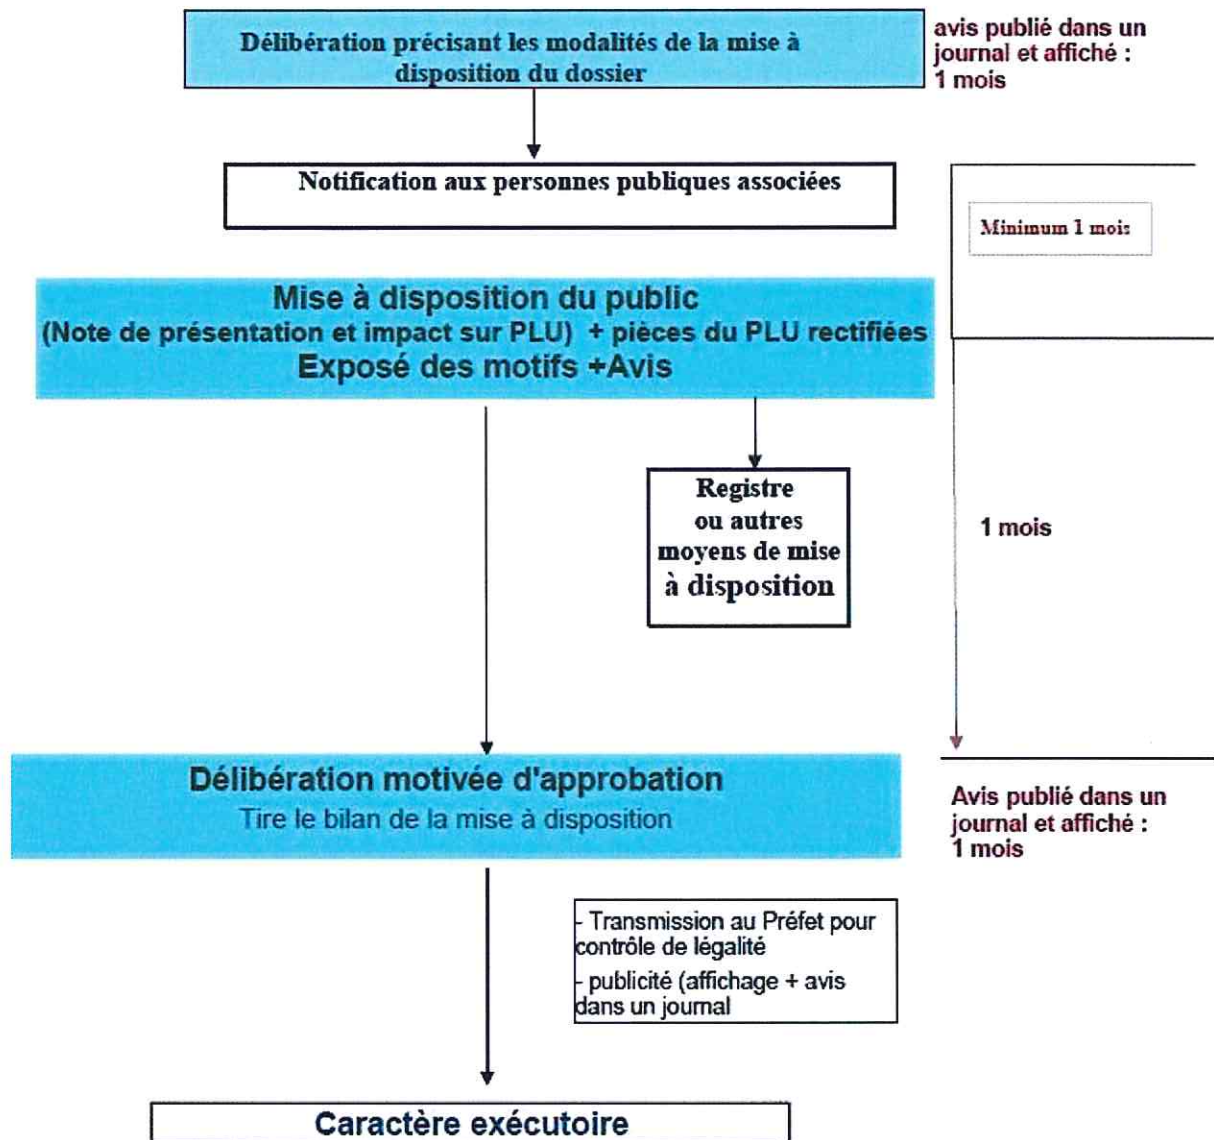 Délibération précisant les modalités de la mise à
disposition du dossier
avis publié dans un
journal et affiché :
1 mois
Notification aux personnes publiques associées
Minimum 1 mois
Mise à disposition du public
(Note de présentation et impact sur PLU) + pièces du PLU rectifiées
Exposé des motifs +Avis
Registre
ou autres
moyens de mise
à disposition
1 mois
Délibération motivée d'approbation
Tire le bilan de la mise à disposition
Avis publié dans un
journal et affiché :
1 mois
- Transmission au Préfet pour
contrôle de légalité
- publicité (affichage + avis
dans un journal
Caractère exécutoire